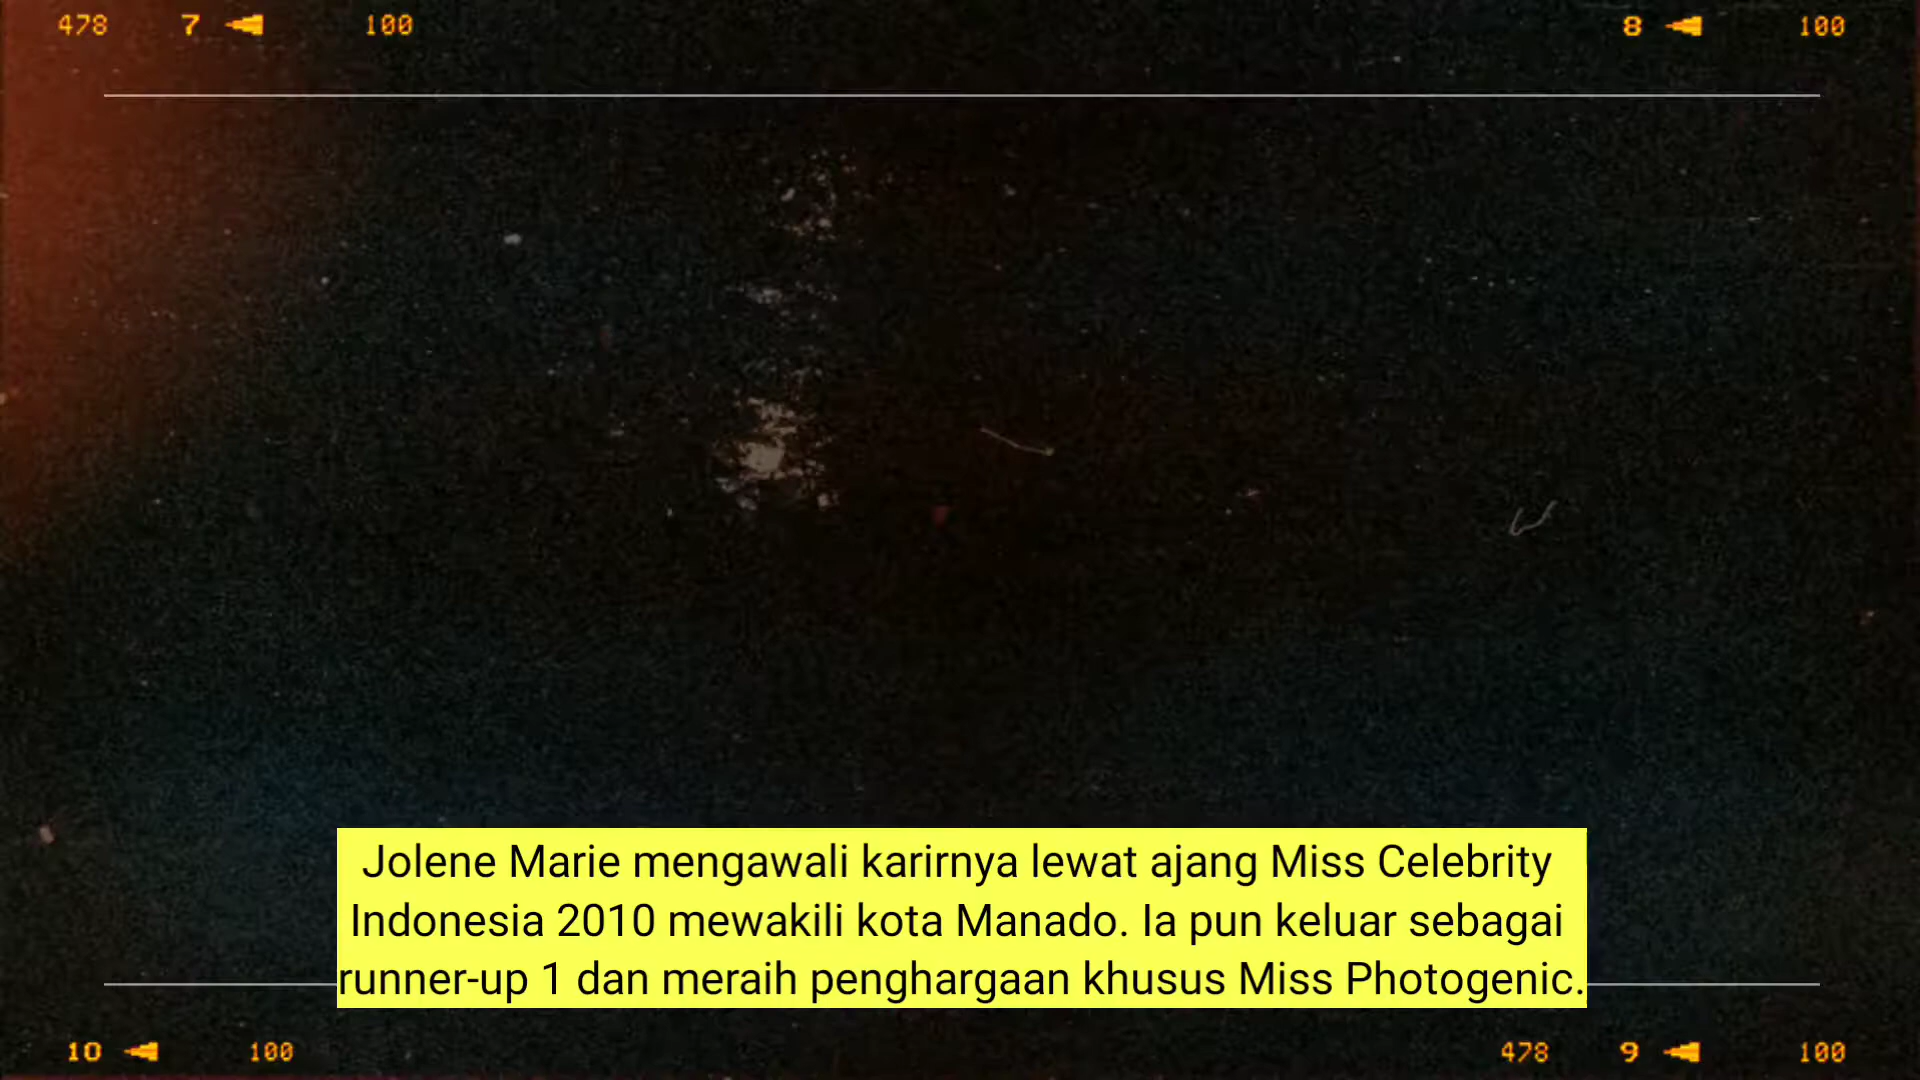 478 7 100 8 100
Jolene Marie mengawali karirnya lewat ajang Miss Celebrity
Indonesia 2010 mewakili kota Manado. Ia pun keluar sebagai
runner-up 1 dan meraih penghargaan khusus Miss Photogenic.
10 100 478 9 100